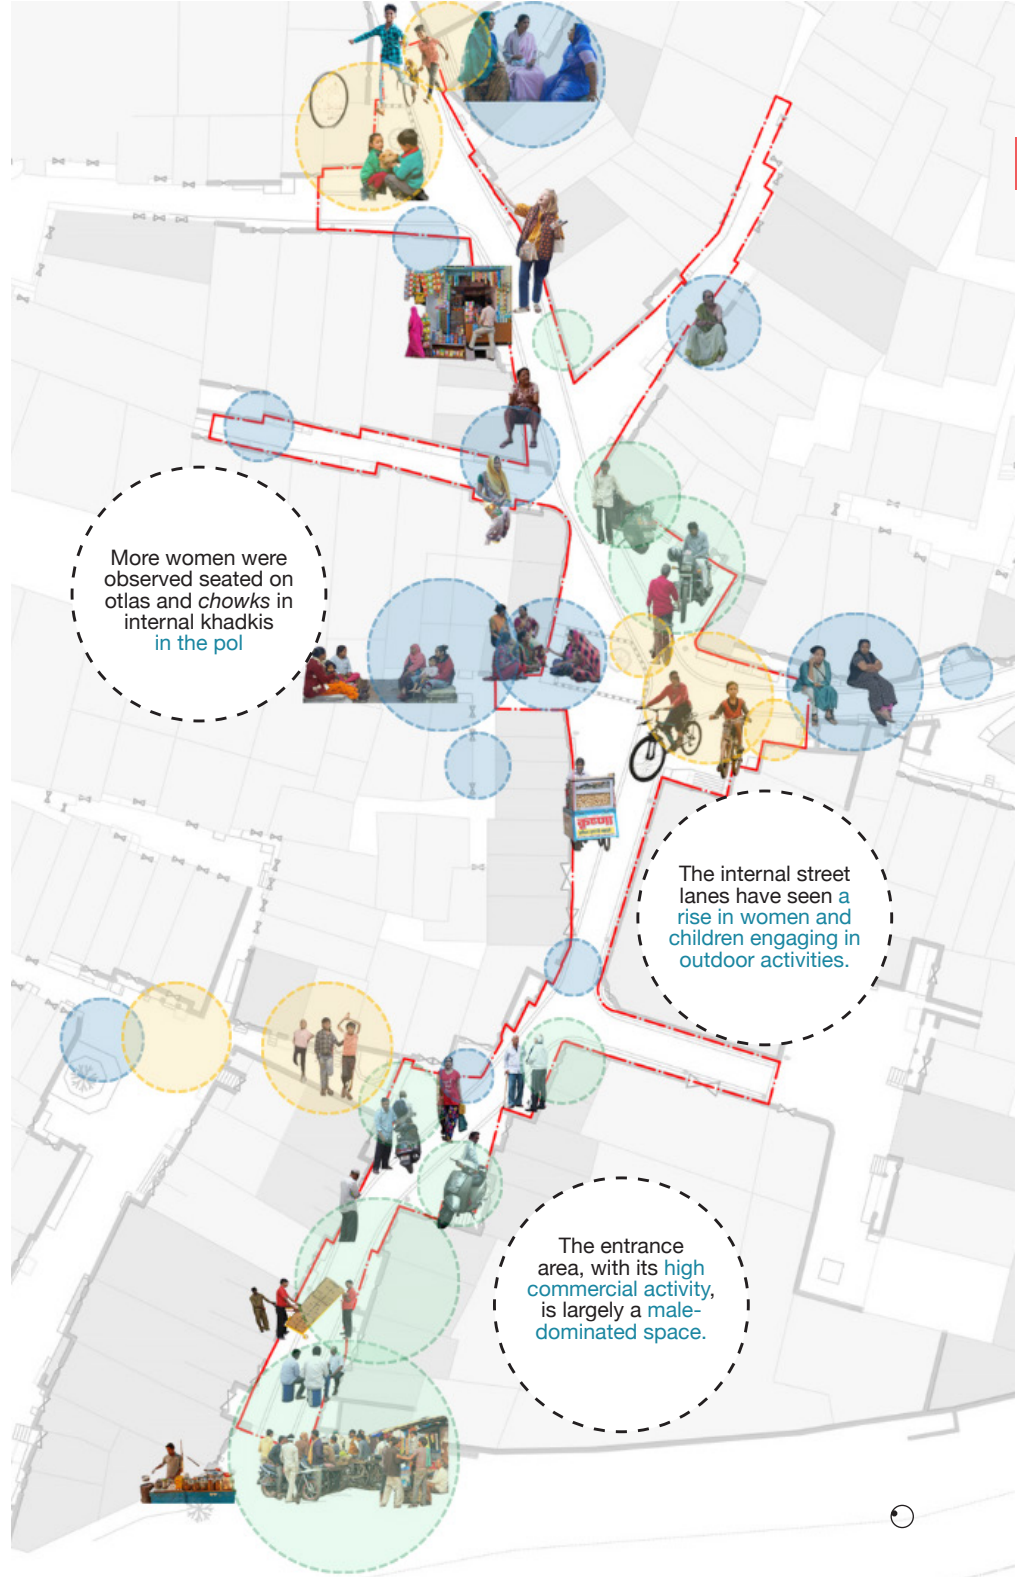 More women were
observed seated on
otlas and chowks in
internal khadkis
in the pol
कृष्णा
The internal street
lanes have seen a
rise in women and
children engaging in
outdoor activities.
The entrance
area, with its high
commercial activity,
is largely a male-
dominated space.